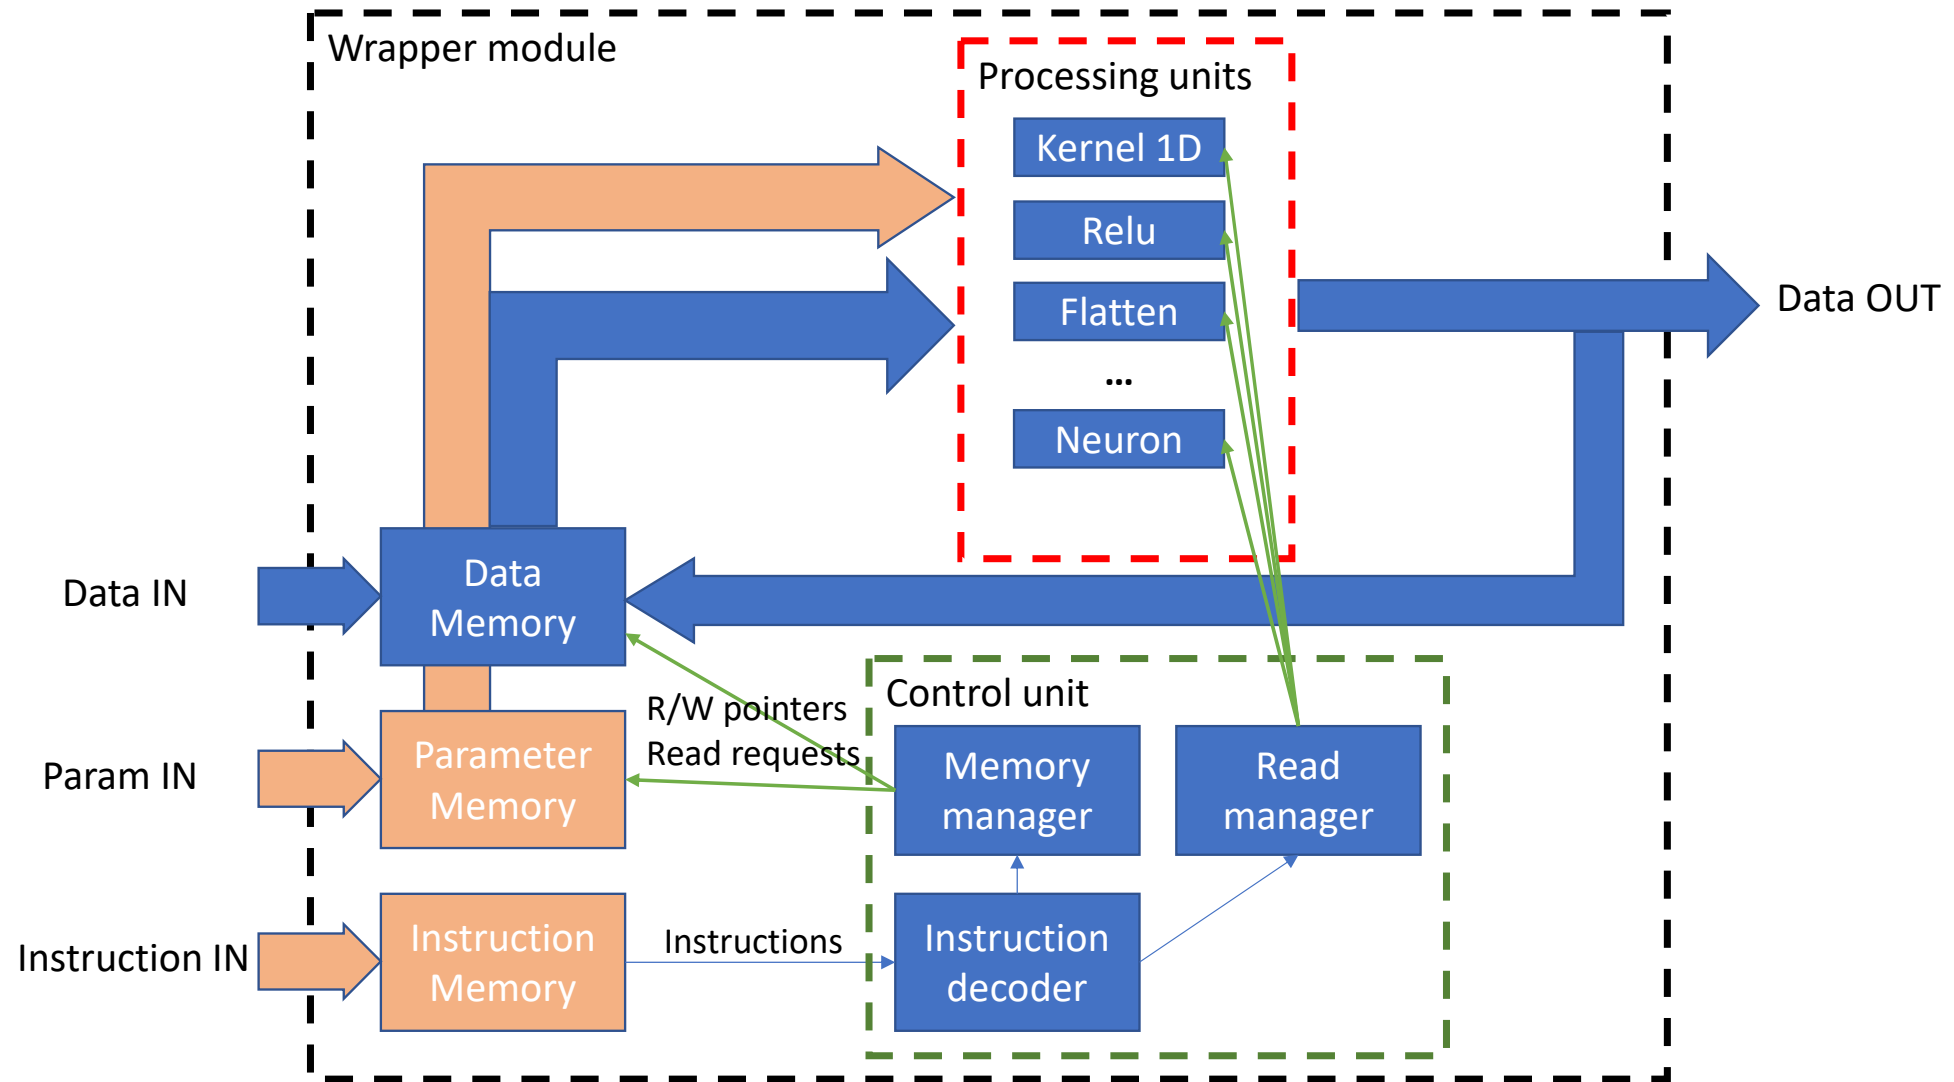 Wrapper module
Processing units
Kernel 1D
Relu
Flatten
...
Neuron
Data OUT
Data IN
Data
Memory
Param IN
Parameter
Memory
R/W pointers
Read requests
Control unit
Memory
manager
Read
manager
Instruction IN
Instruction
Memory
Instructions
Instruction
decoder